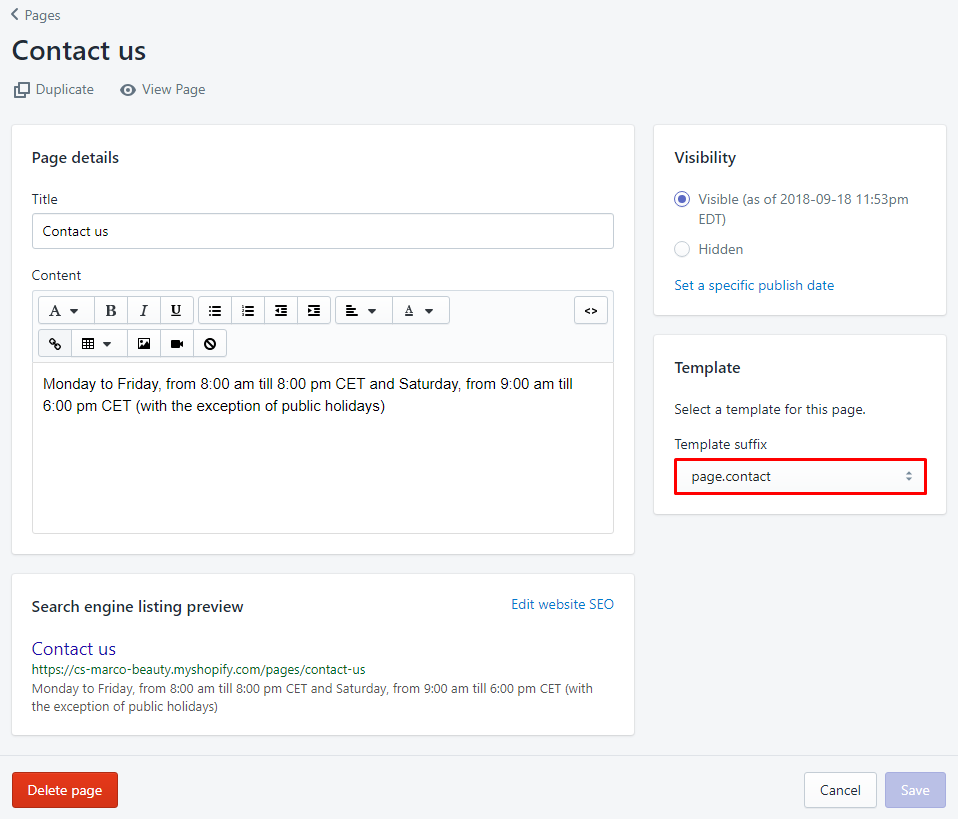 Pages
Contact us
Duplicate View Page
Page details
Title
Contact us
Content
A B I U A <>
Monday to Friday, from 8:00 am till 8:00 pm CET and Saturday, from 9:00 am till
6:00 pm CET (with the exception of public holidays)
Search engine listing preview
Edit website SEO
Contact us
https://cs-marco-beauty.myshopify.com/pages/contact-us
Monday to Friday, from 8:00 am till 8:00 pm CET and Saturday, from 9:00 am till 6:00 pm CET (with
the exception of public holidays)
Visibility
Visible (as of 2018-09-18 11:53pm
EDT)
Hidden
Set a specific publish date
Template
Select a template for this page.
Template suffix
page.contact
Delete page
Cancel
Save